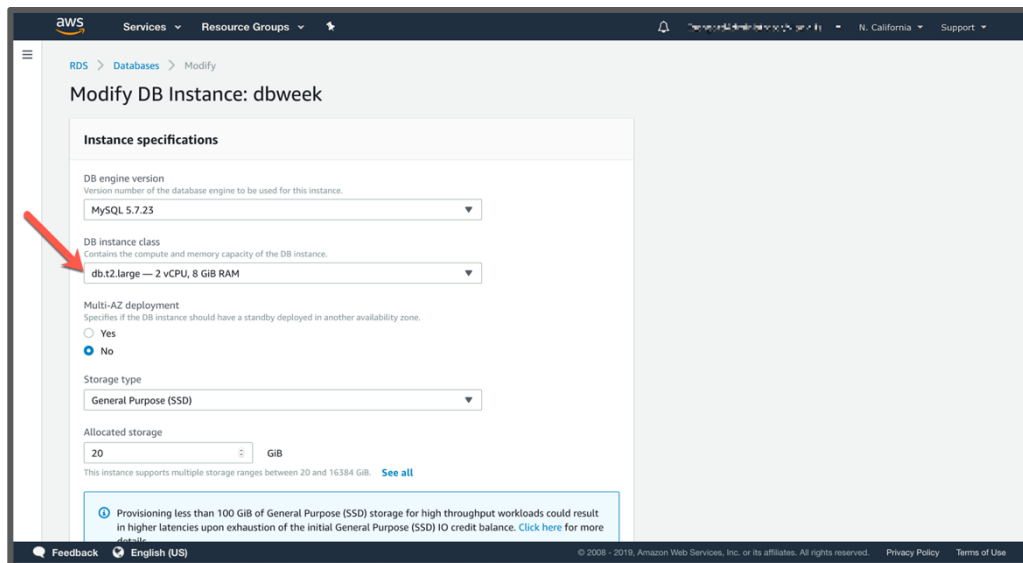 aws Services Resource Groups N. California Support
RDS > Databases > Modify
Modify DB Instance: dbweek
Instance specifications
DB engine version
Version number of the database engine to be used for this instance.
MySQL 5.7.23
DB instance class
Contains the compute and memory capacity of the DB instance.
db.t2.large — 2 vCPU, 8 GiB RAM
Multi-AZ deployment
Specifies if the DB instance should have a standby deployed in another availability zone.
Yes
No
Storage type
General Purpose (SSD)
Allocated storage
20 GiB
This instance supports multiple storage ranges between 20 and 16384 GiB. See all
Provisioning less than 100 GiB of General Purpose (SSD) storage for high throughput workloads could result
in higher latencies upon exhaustion of the initial General Purpose (SSD) IO credit balance. Click here for more
details.
Feedback English (US) © 2008 - 2019, Amazon Web Services, Inc. or its affiliates. All rights reserved. Privacy Policy Terms of Use